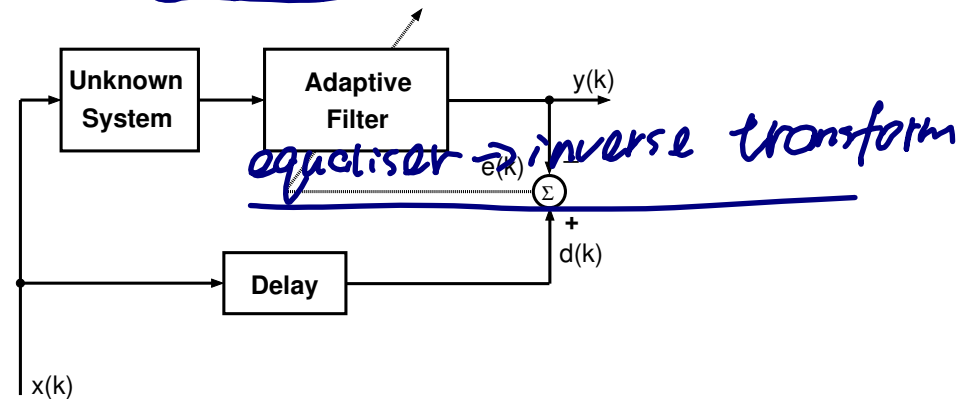 Unknown
System
Adaptive
Filter
y(k)
equaliser → inverse transform
e(k)
−
Σ
+
d(k)
Delay
x(k)